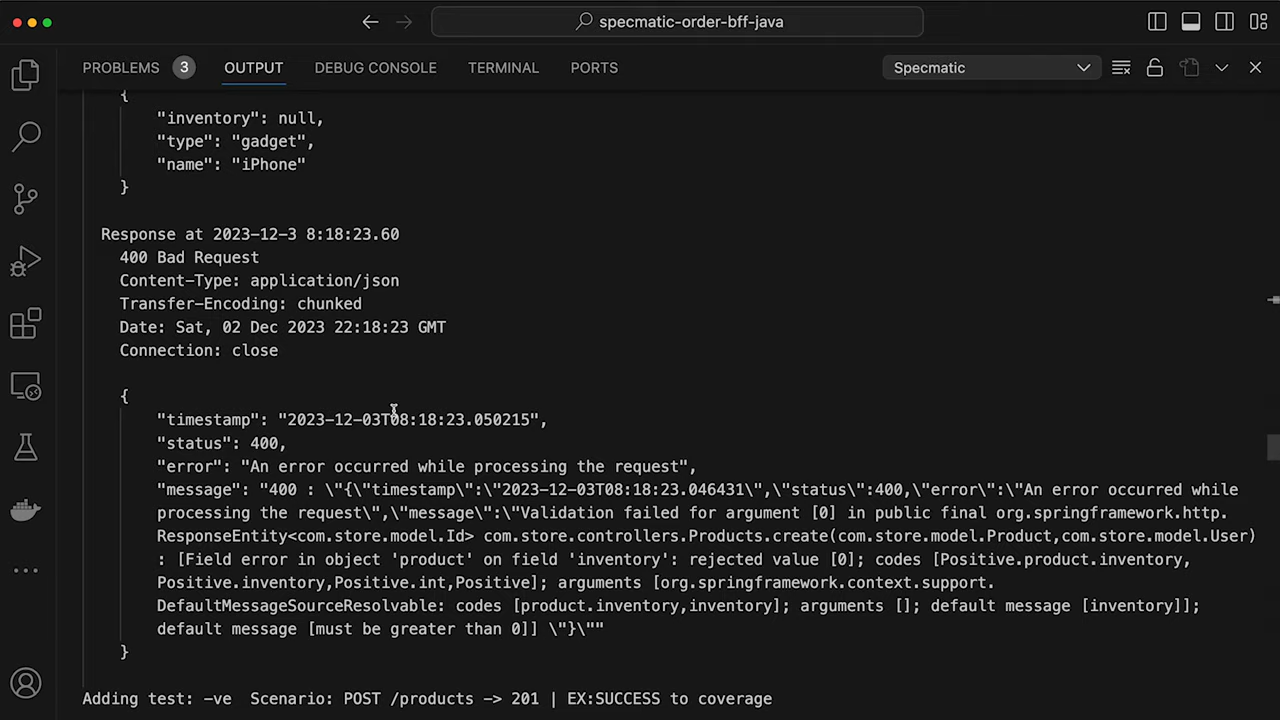 specmatic-order-bff-java
PROBLEMS 3 OUTPUT DEBUG CONSOLE TERMINAL PORTS Specmatic
{
"inventory": null,
"type": "gadget",
"name": "iPhone"
}
Response at 2023-12-3 8:18:23.60
400 Bad Request
Content-Type: application/json
Transfer-Encoding: chunked
Date: Sat, 02 Dec 2023 22:18:23 GMT
Connection: close
{
"timestamp": "2023-12-03T08:18:23.050215",
"status": 400,
"error": "An error occurred while processing the request",
"message": "400 : \"{\"timestamp\":\"2023-12-03T08:18:23.046431\",\"status\":400,\"error\":\"An error occurred while
processing the request\",\"message\":\"Validation failed for argument [0] in public final org.springframework.http.
ResponseEntity<com.store.model.Id> com.store.controllers.Products.create(com.store.model.Product,com.store.model.User)
: [Field error in object 'product' on field 'inventory': rejected value [0]; codes [Positive.product.inventory,
Positive.inventory,Positive.int,Positive]; arguments [org.springframework.context.support.
DefaultMessageSourceResolvable: codes [product.inventory,inventory]; arguments []; default message [inventory]];
default message [must be greater than 0]] \"}\""
}
Adding test: -ve  Scenario: POST /products -> 201 | EX:SUCCESS to coverage